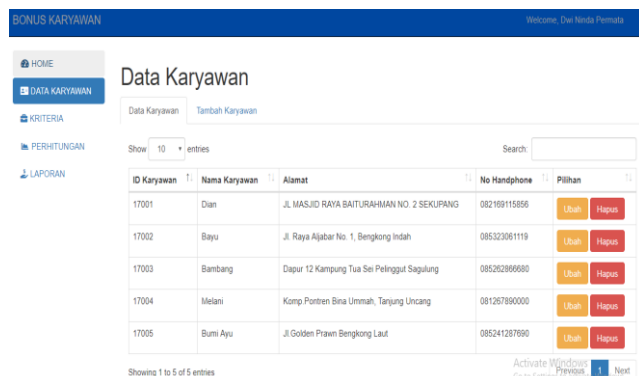 BONUS KARYAWAN Welcome, Dwi Ninda Permata
HOME
DATA KARYAWAN
KRITERIA
PERHITUNGAN
LAPORAN
Data Karyawan
Data Karyawan Tambah Karyawan
Show 10 entries Search:
ID Karyawan Nama Karyawan Alamat No Handphone Pilihan
17001 Dian JL MASJID RAYA BAITURAHMAN NO. 2 SEKUPANG 082169115856 Ubah Hapus
17002 Bayu Jl. Raya Aljabar No. 1, Bengkong Indah 085323061119 Ubah Hapus
17003 Bambang Dapur 12 Kampung Tua Sei Pelinggut Sagulung 085262866680 Ubah Hapus
17004 Melani Komp.Pontren Bina Ummah, Tanjung Uncang 081267890000 Ubah Hapus
17005 Bumi Ayu Jl.Golden Prawn Bengkong Laut 085241287690 Ubah Hapus
Activate Windows
Showing 1 to 5 of 5 entries Previous 1 Next